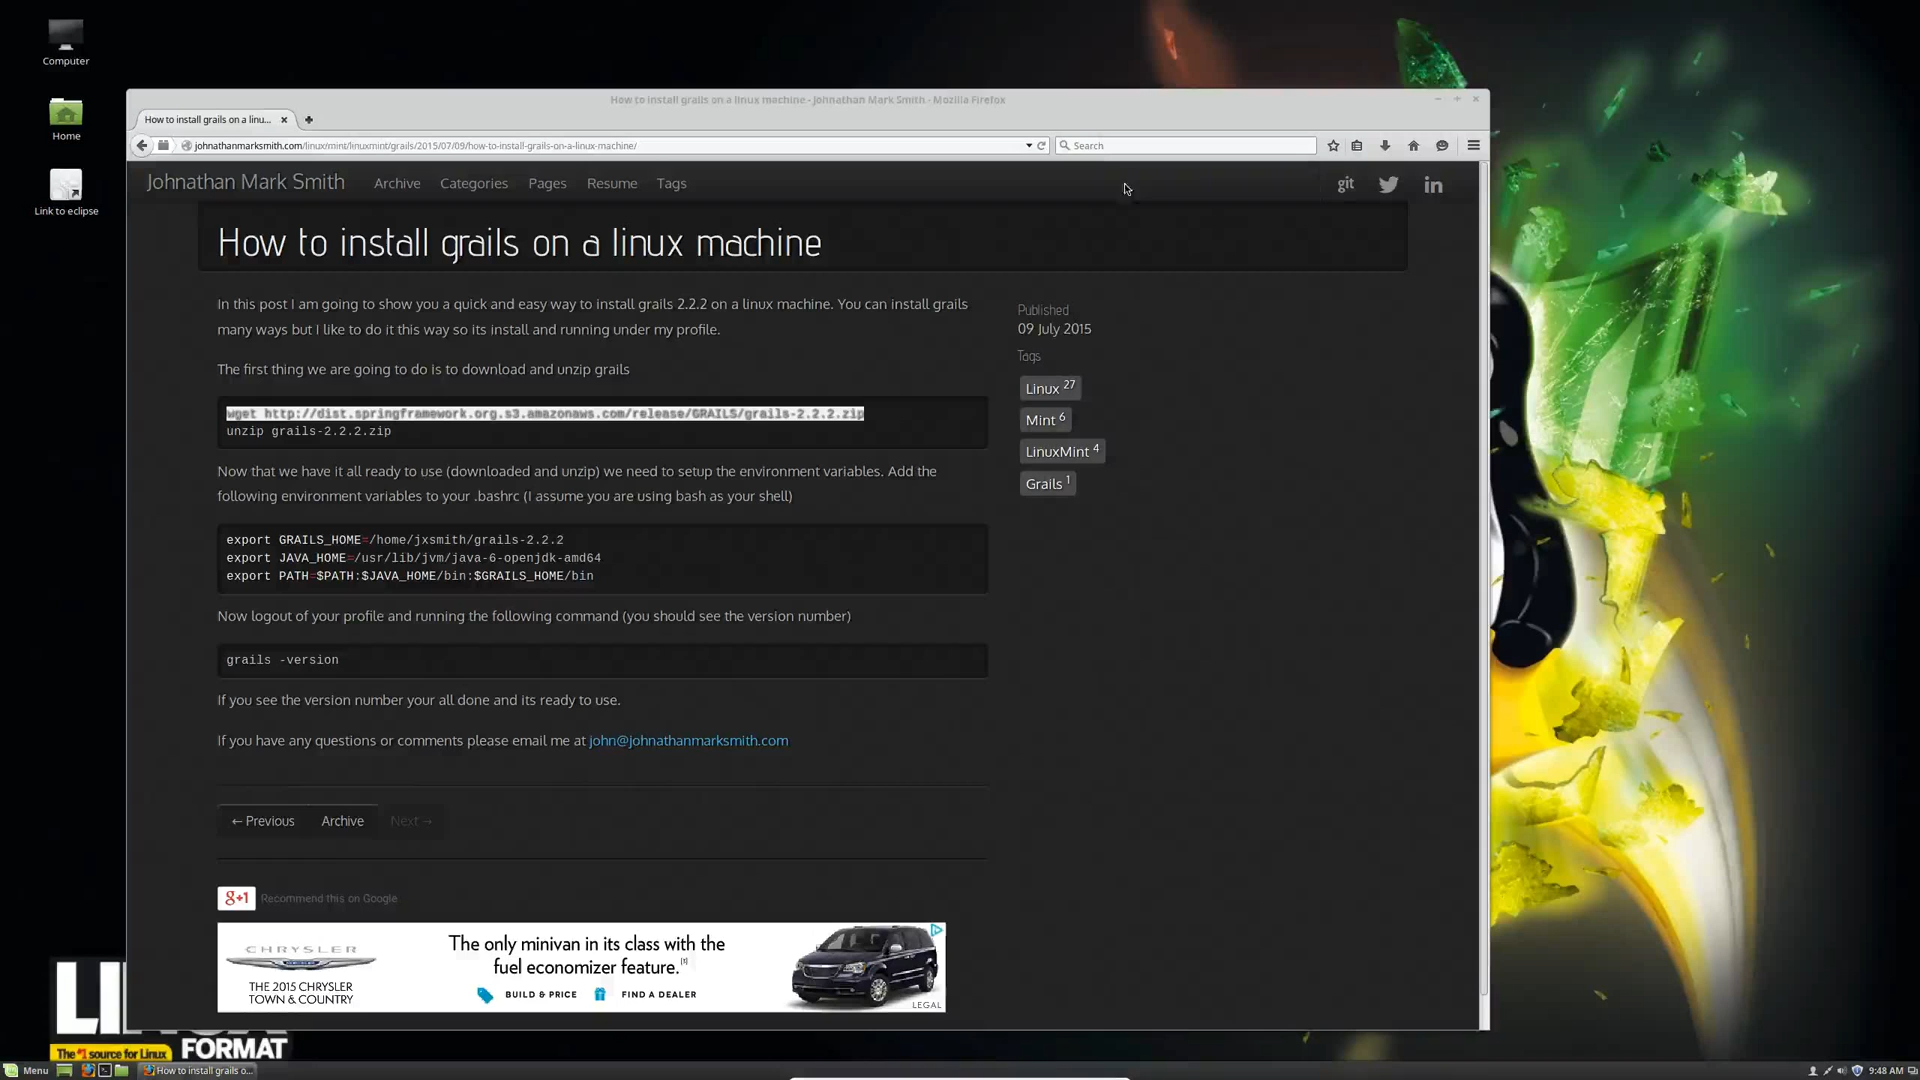 Computer
Home
Link to eclipse
How to install grails on a linux machine - Johnathan Mark Smith - Mozilla Firefox
How to install grails on a linu...
johnathanmarksmith.com/linux/mint/linuxmint/grails/2015/07/09/how-to-install-grails-on-a-linux-machine/
Search
Johnathan Mark Smith Archive Categories Pages Resume Tags git in
How to install grails on a linux machine
In this post I am going to show you a quick and easy way to install grails 2.2.2 on a linux machine. You can install grails
many ways but I like to do it this way so its install and running under my profile.
The first thing we are going to do is to download and unzip grails
wget http://dist.springframework.org.s3.amazonaws.com/release/GRAILS/grails-2.2.2.zip
unzip grails-2.2.2.zip
Now that we have it all ready to use (downloaded and unzip) we need to setup the environment variables. Add the
following environment variables to your .bashrc (I assume you are using bash as your shell)
export GRAILS_HOME=/home/jxsmith/grails-2.2.2
export JAVA_HOME=/usr/lib/jvm/java-6-openjdk-amd64
export PATH=$PATH:$JAVA_HOME/bin:$GRAILS_HOME/bin
Now logout of your profile and running the following command (you should see the version number)
grails -version
If you see the version number your all done and its ready to use.
If you have any questions or comments please email me at john@johnathanmarksmith.com
← Previous Archive Next →
Published
09 July 2015
Tags
Linux 27
Mint 6
LinuxMint 4
Grails 1
g+1 Recommend this on Google
CHRYSLER
THE 2015 CHRYSLER
TOWN & COUNTRY
The only minivan in its class with the
fuel economizer feature.[1]
BUILD & PRICE FIND A DEALER
LEGAL
The #1 source for Linux
FORMAT
Menu How to install grails o... 9:48 AM